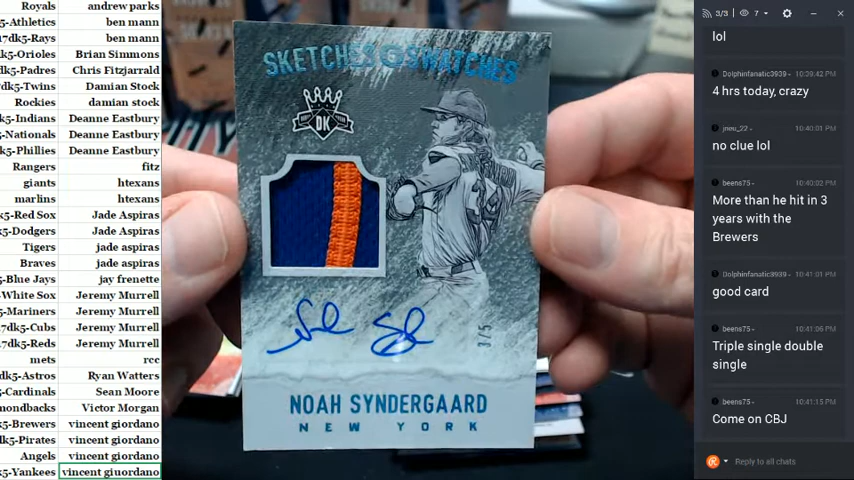 Royals andrew parks
5-Athletics ben mann
17dk5-Rays ben mann
dk5-Orioles Brian Simmons
dk5-Padres Chris Fitzjarrald
dk5-Twins Damian Stock
Rockies damian stock
k5-Indians Deanne Eastbury
-Nationals Deanne Eastbury
k5-Phillies Deanne Eastbury
Rangers fitz
giants htexans
marlins htexans
k5-Red Sox Jade Aspiras
5-Dodgers Jade Aspiras
Tigers jade aspiras
Braves jade aspiras
5-Blue Jays jay frenette
-White Sox Jeremy Murrell
5-Mariners Jeremy Murrell
17dk5-Cubs Jeremy Murrell
7dk5-Reds Jeremy Murrell
mets rcc
dk5-Astros Ryan Watters
5-Cardinals Sean Moore
mondbacks Victor Morgan
k5-Brewers vincent giordano
k5-Pirates vincent giordano
Angels vincent giordano
k5-Yankees vincent giuordano
SKETCHES & SWATCHES
DK
3/5
NOAH SYNDERGAARD
NEW YORK
3/3 7
lol
Dolphinfanatic3939 10:39:42 PM
4 hrs today, crazy
jneu_22 10:40:01 PM
no clue lol
beens75 10:40:02 PM
More than he hit in 3
years with the
Brewers
Dolphinfanatic3939 10:41:01 PM
good card
beens75 10:41:06 PM
Triple single double
single
beens75 10:41:15 PM
Come on CBJ
Reply to all chats